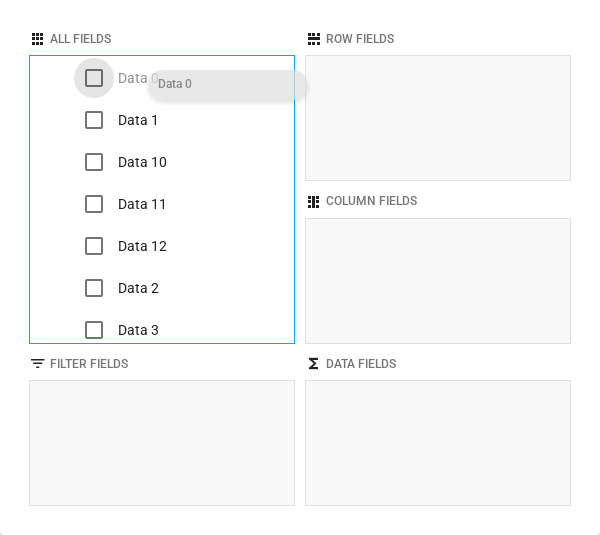 ALL FIELDS
Data 0
Data 0
Data 1
Data 10
Data 11
Data 12
Data 2
Data 3
ROW FIELDS
COLUMN FIELDS
FILTER FIELDS
DATA FIELDS